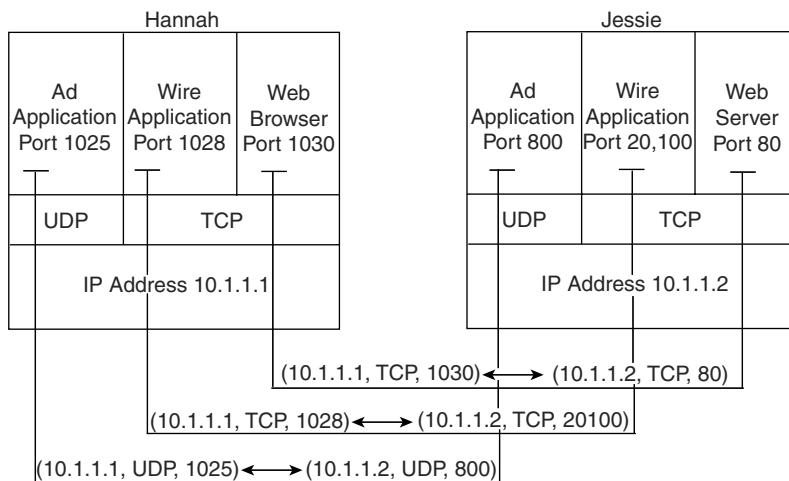 Hannah
Jessie
Ad
Application
Port 1025
Wire
Application
Port 1028
Web
Browser
Port 1030
Ad
Application
Port 800
Wire
Application
Port 20,100
Web
Server
Port 80
UDP
TCP
UDP
TCP
IP Address 10.1.1.1
IP Address 10.1.1.2
(10.1.1.1, TCP, 1030) (10.1.1.2, TCP, 80)
(10.1.1.1, TCP, 1028) (10.1.1.2, TCP, 20100)
(10.1.1.1, UDP, 1025) (10.1.1.2, UDP, 800)